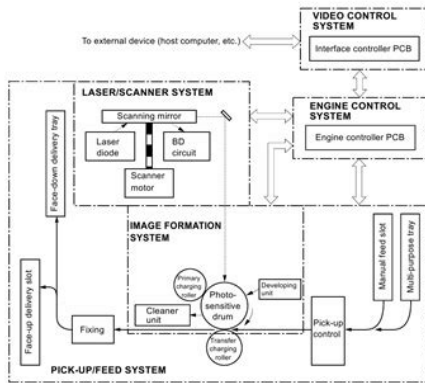 VIDEO CONTROL
SYSTEM
To external device (host computer, etc.)
Interface controller PCB
LASER/SCANNER SYSTEM
Scanning mirror
Laser
diode
BD
circuit
Scanner
motor
ENGINE CONTROL
SYSTEM
Engine controller PCB
Face-down delivery tray
Face-up delivery slot
IMAGE FORMATION
SYSTEM
Primary
charging
roller
Photo-
sensitive
drum
Developing
unit
Cleaner
unit
Transfer
charging
roller
Fixing
Pick-up
control
Manual feed slot
Multi-purpose tray
PICK-UP/FEED SYSTEM